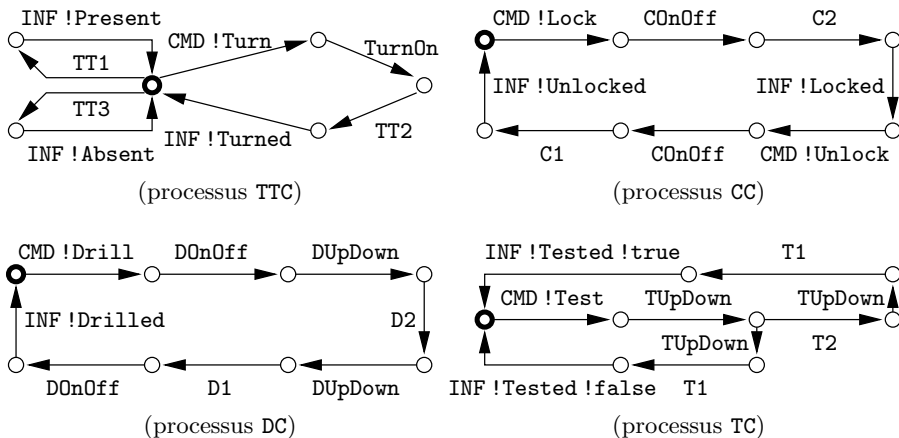 INF !Present
TT1
CMD !Turn
TurnOn
TT3
INF !Absent
INF !Turned
TT2
(processus TTC)
CMD !Lock
COnOff
C2
INF !Unlocked
INF !Locked
C1
COnOff
CMD !Unlock
(processus CC)
CMD !Drill
DOnOff
DUpDown
INF !Drilled
D2
DOnOff
D1
DUpDown
(processus DC)
INF !Tested !true
T1
CMD !Test
TUpDown
TUpDown
TUpDown
T2
INF !Tested !false
T1
(processus TC)